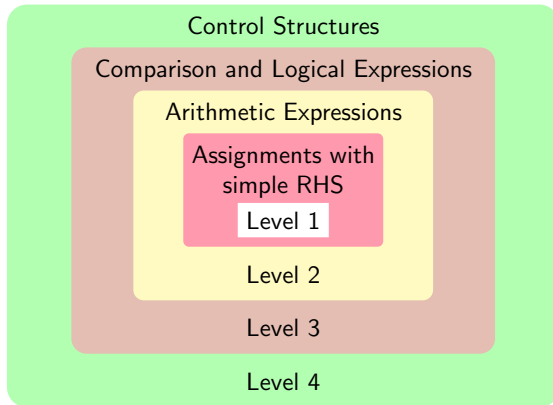 Control Structures
Comparison and Logical Expressions
Arithmetic Expressions
Assignments with
simple RHS
Level 1
Level 2
Level 3
Level 4